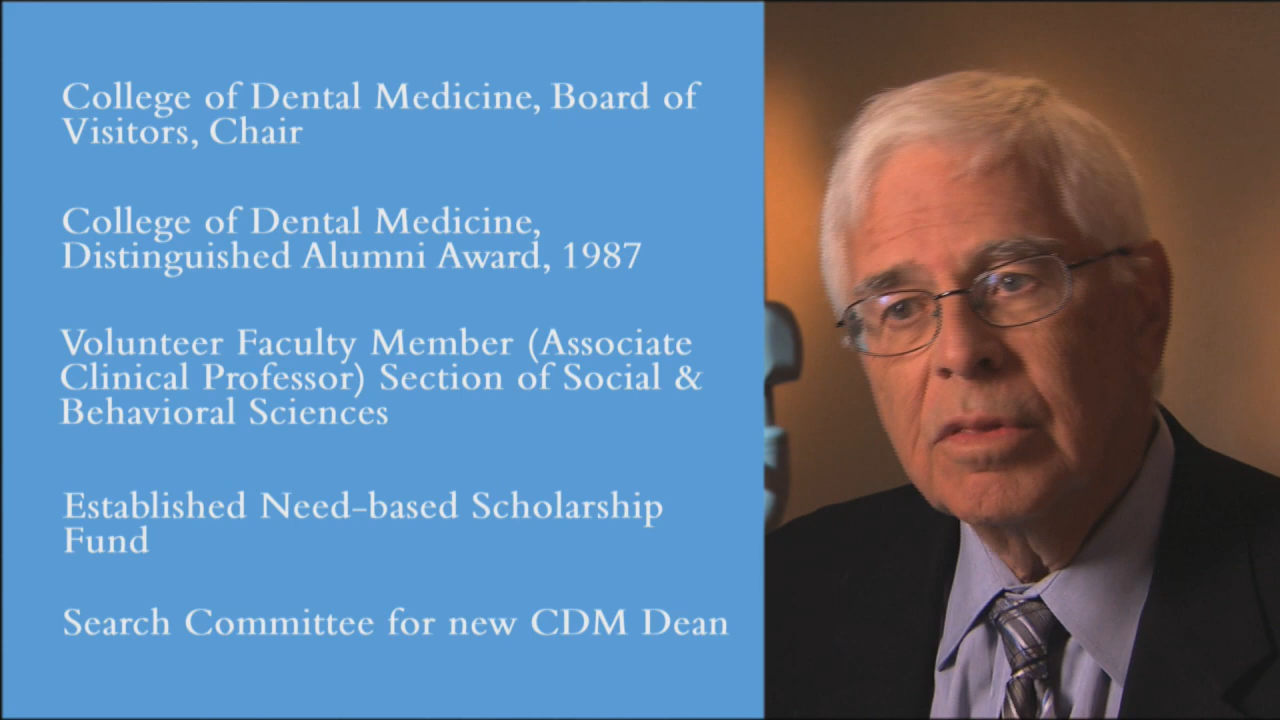 College of Dental Medicine, Board of
Visitors, Chair
College of Dental Medicine,
Distinguished Alumni Award, 1987
Volunteer Faculty Member (Associate
Clinical Professor) Section of Social &
Behavioral Sciences
Established Need-based Scholarship
Fund
Search Committee for new CDM Dean